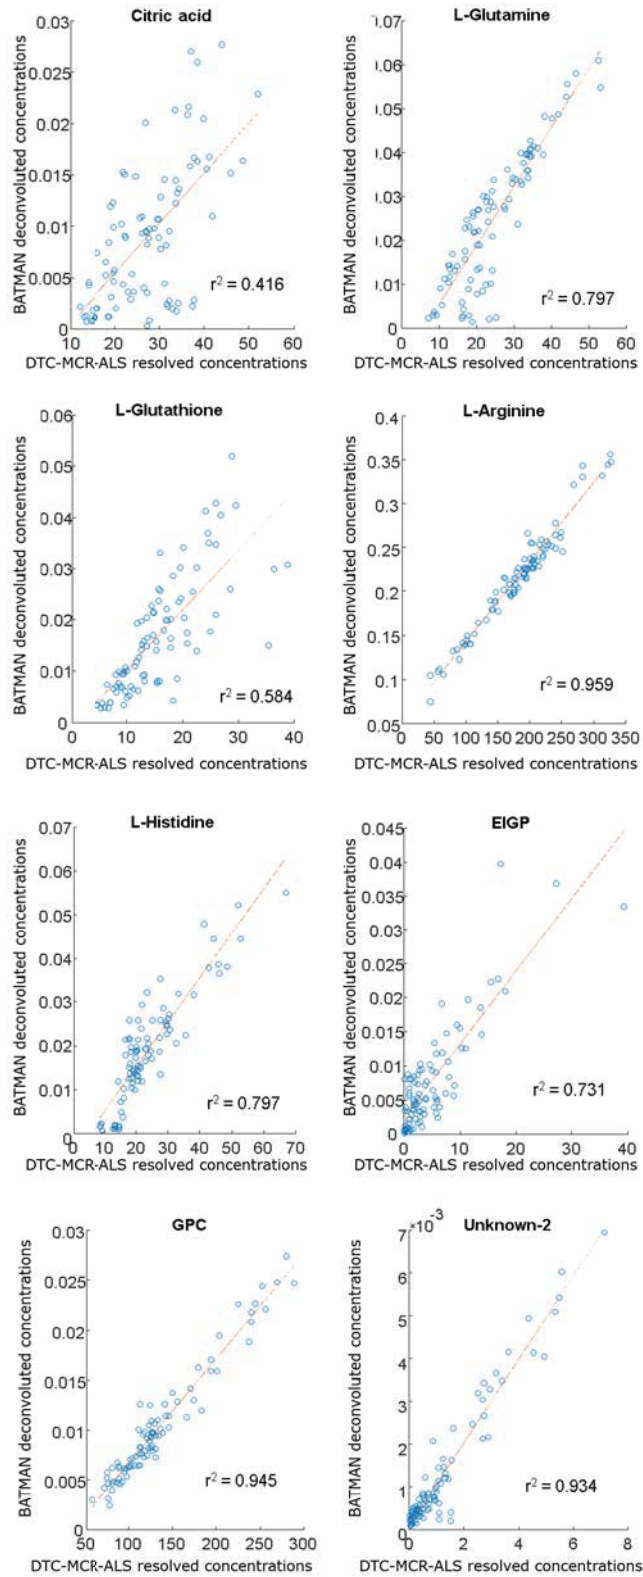 Citric acid
BATMAN deconvoluted concentrations
0.03
0.025
0.02
0.015
0.01
0.005
0
r² = 0.416
10 20 30 40 50 60
DTC-MCR-ALS resolved concentrations
L-Glutamine
BATMAN deconvoluted concentrations
).07
).06
).05
).04
).03
).02
).01
0
r² = 0.797
0 10 20 30 40 50 60
DTC-MCR-ALS resolved concentrations
L-Glutathione
BATMAN deconvoluted concentrations
0.06
0.05
0.04
0.03
0.02
0.01
0
r² = 0.584
0 10 20 30 40
DTC-MCR-ALS resolved concentrations
L-Arginine
BATMAN deconvoluted concentrations
0.4
0.35
0.3
0.25
0.2
0.15
0.1
0.05
r² = 0.959
0 50 100 150 200 250 300 350
DTC-MCR-ALS resolved concentrations
L-Histidine
BATMAN deconvoluted concentrations
0.07
0.06
0.05
0.04
0.03
0.02
0.01
0
r² = 0.797
0 10 20 30 40 50 60 70
DTC-MCR-ALS resolved concentrations
EIGP
BATMAN deconvoluted concentrations
0.045
0.04
0.035
0.03
0.025
0.02
0.015
0.010
0.005
0
r² = 0.731
0 10 20 30 40
DTC-MCR-ALS resolved concentrations
GPC
BATMAN deconvoluted concentrations
0.03
0.025
0.02
0.015
0.01
0.005
0
r² = 0.945
50 100 150 200 250 300
DTC-MCR-ALS resolved concentrations
Unknown-2
×10⁻³
BATMAN deconvoluted concentrations
7
6
5
4
3
2
1
0
r² = 0.934
0 2 4 6 8
DTC-MCR-ALS resolved concentrations